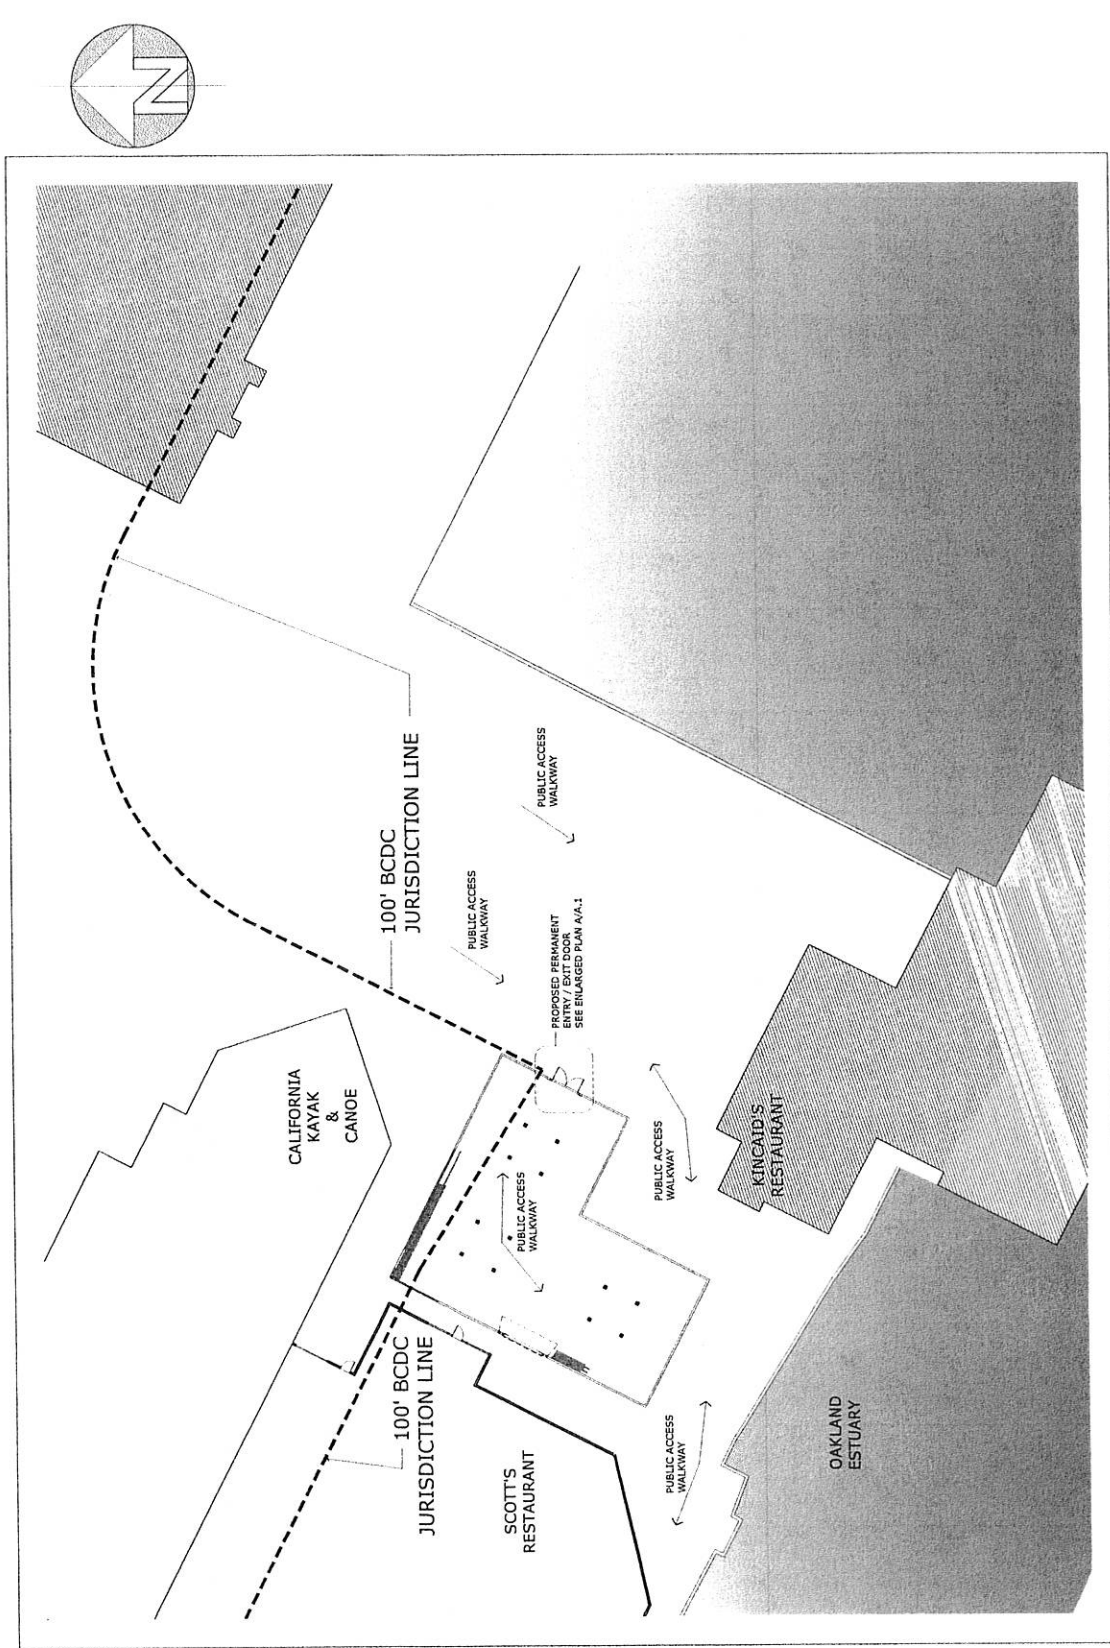 N
100' BCDC
JURISDICTION LINE
PUBLIC ACCESS
WALKWAY
PUBLIC ACCESS
WALKWAY
PROPOSED PERMANENT
ENTRY / EXIT DOOR
SEE ENLARGED PLAN A/A.1
CALIFORNIA
KAYAK
&
CANOE
PUBLIC ACCESS
WALKWAY
PUBLIC ACCESS
WALKWAY
KINCAID'S
RESTAURANT
100' BCDC
JURISDICTION LINE
SCOTT'S
RESTAURANT
PUBLIC ACCESS
WALKWAY
OAKLAND
ESTUARY